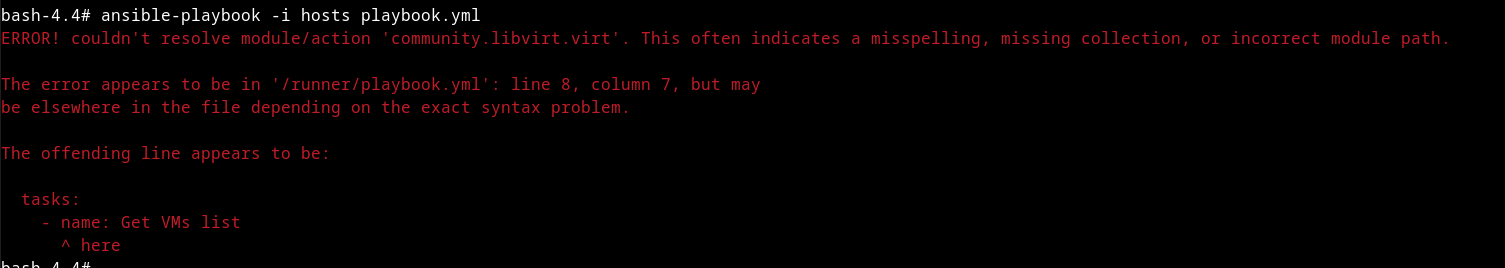 bash-4.4# ansible-playbook -i hosts playbook.yml
ERROR! couldn't resolve module/action 'community.libvirt.virt'. This often indicates a misspelling, missing collection, or incorrect module path.
The error appears to be in '/runner/playbook.yml': line 8, column 7, but may
be elsewhere in the file depending on the exact syntax problem.
The offending line appears to be:
tasks:
- name: Get VMs list
^ here
bash-4.4#